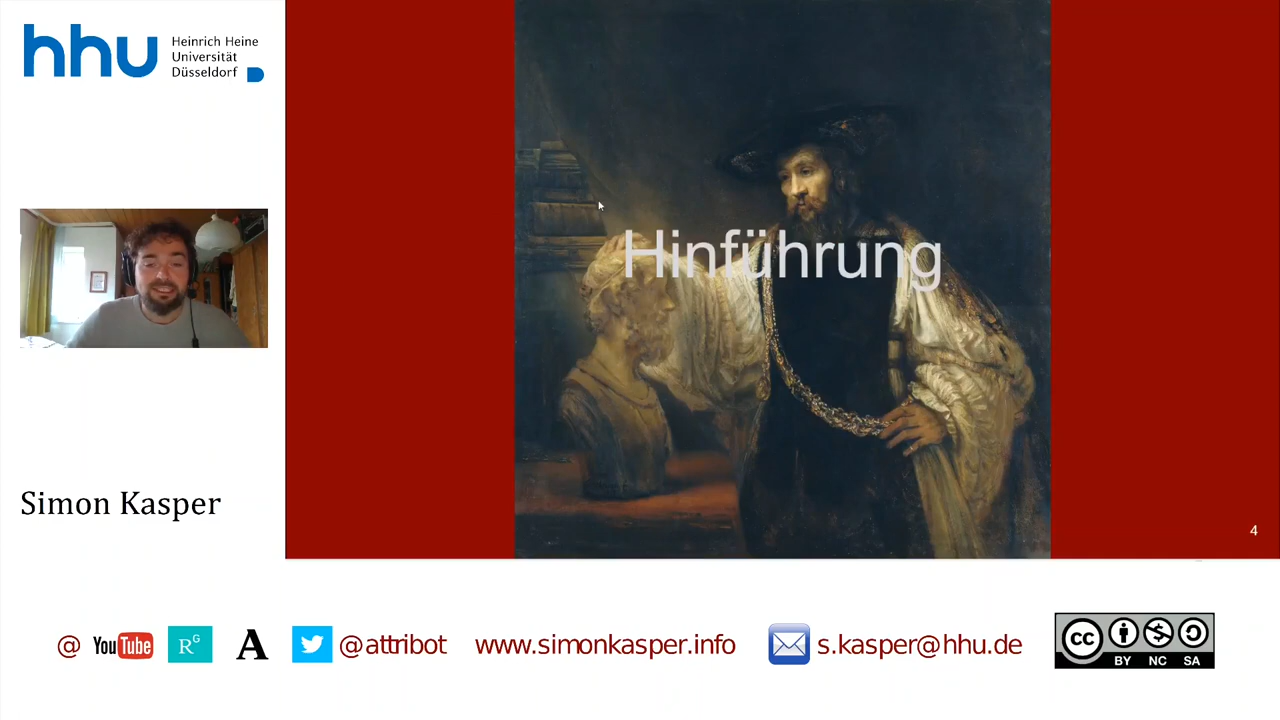 hhu
Heinrich Heine
Universität
Düsseldorf
Hinführung
Simon Kasper
4
@ YouTube RG A @attribot www.simonkasper.info s.kasper@hhu.de
cc BY NC SA